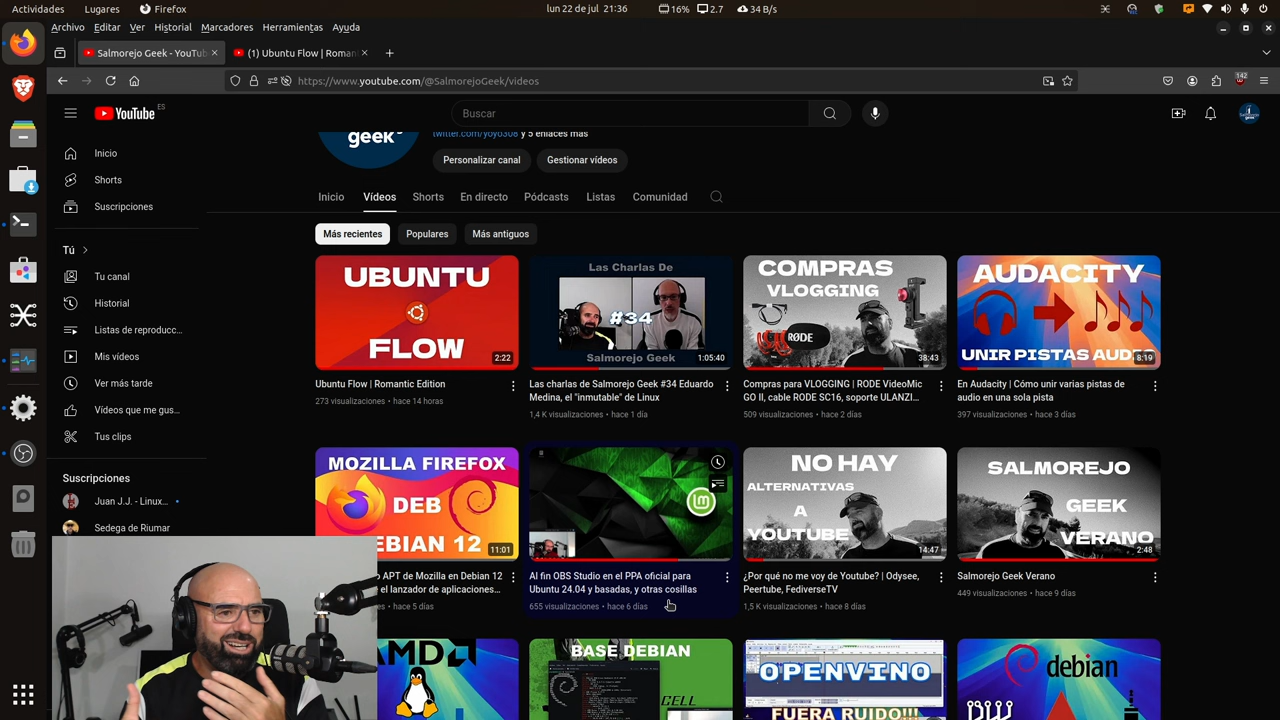 Actividades
Lugares
Firefox
lun 22 de jul 21:36
16%
2.7
34 B/s
Archivo Editar Ver Historial Marcadores Herramientas Ayuda
Salmorejo Geek - YouTub
(1) Ubuntu Flow | Roman
https://www.youtube.com/@SalmorejoGeek/videos
142
YouTube ES
Buscar
geek
twitter.com/yoyo308 y 5 enlaces más
Personalizar canal
Gestionar vídeos
Inicio
Shorts
Suscripciones
Tú
Tu canal
Historial
Listas de reproducc...
Mis vídeos
Ver más tarde
Vídeos que me gus...
Tus clips
Suscripciones
Juan J.J. - Linux...
Sedega de Riumar
Inicio Vídeos Shorts En directo Pódcasts Listas Comunidad
Más recientes
Populares
Más antiguos
UBUNTU
FLOW
2:22
Ubuntu Flow | Romantic Edition
273 visualizaciones • hace 14 horas
Las Charlas De
#34
Salmorejo Geek
1:05:40
Las charlas de Salmorejo Geek #34 Eduardo
Medina, el "inmutable" de Linux
1,4 K visualizaciones • hace 1 día
COMPRAS
VLOGGING
RØDE
38:43
Compras para VLOGGING | RODE VideoMic
GO II, cable RODE SC16, soporte ULANZI...
509 visualizaciones • hace 2 días
AUDACITY
UNIR PISTAS
8:19
En Audacity | Cómo unir varias pistas de
audio en una sola pista
397 visualizaciones • hace 3 días
MOZILLA FIREFOX
DEB
DEBIAN 12
11:01
APT de Mozilla en Debian 12
el lanzador de aplicaciones...
hace 5 días
lm
Al fin OBS Studio en el PPA oficial para
Ubuntu 24.04 y basadas, y otras cosillas
655 visualizaciones • hace 6 días
NO HAY
ALTERNATIVAS
A
YOUTUBE
14:47
¿Por qué no me voy de Youtube? | Odysee,
Peertube, FediverseTV
1,5 K visualizaciones • hace 8 días
SALMOREJO
GEEK
VERANO
2:48
Salmorejo Geek Verano
449 visualizaciones • hace 9 días
AMD
BASE DEBIAN
OPENVINO
FUERA RUIDO!!!
debian